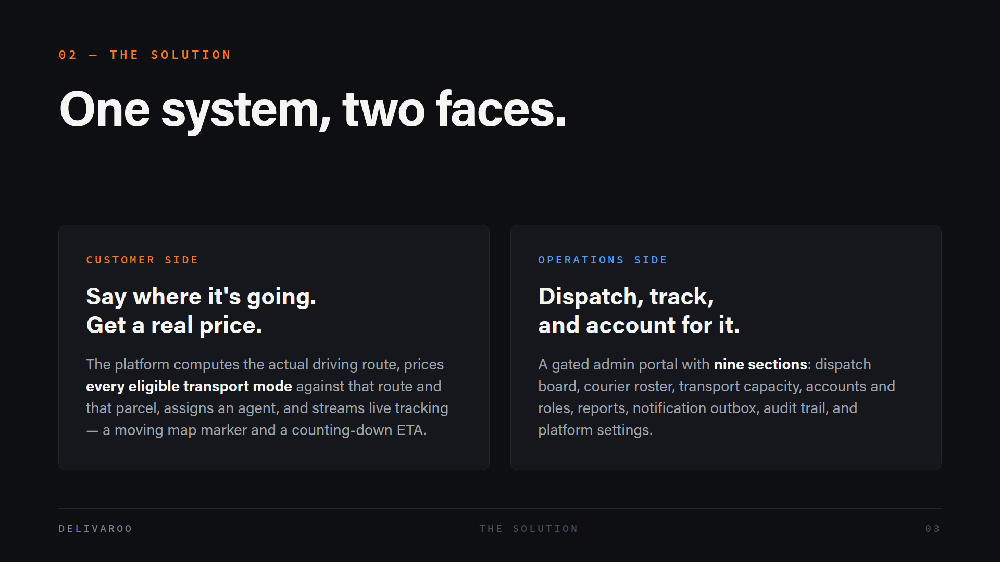 02 — THE SOLUTION
One system, two faces.
CUSTOMER SIDE
Say where it's going.
Get a real price.
The platform computes the actual driving route, prices
every eligible transport mode against that route and
that parcel, assigns an agent, and streams live tracking
— a moving map marker and a counting-down ETA.
OPERATIONS SIDE
Dispatch, track,
and account for it.
A gated admin portal with nine sections: dispatch
board, courier roster, transport capacity, accounts and
roles, reports, notification outbox, audit trail, and
platform settings.
DELIVAROO
THE SOLUTION
03